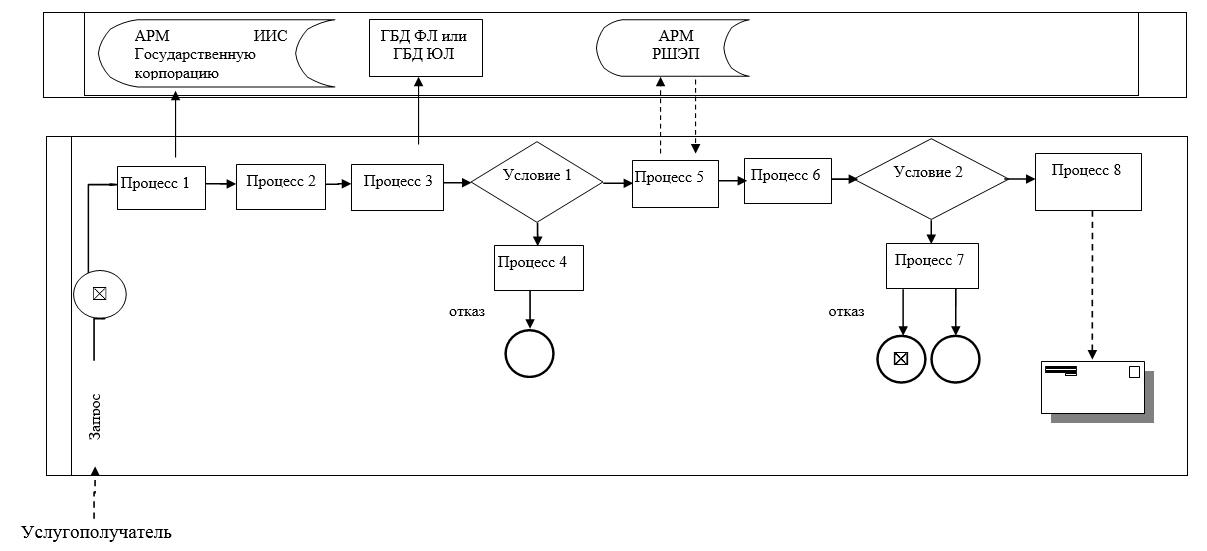 АРМ ИИС
Государственную
корпорацию
ГБД ФЛ или
ГБД ЮЛ
АРМ
РШЭП
Процесс 1
Процесс 2
Процесс 3
Условие 1
Процесс 5
Процесс 6
Условие 2
Процесс 8
Процесс 4
Процесс 7
отказ
отказ
Запрос
Услугополучатель